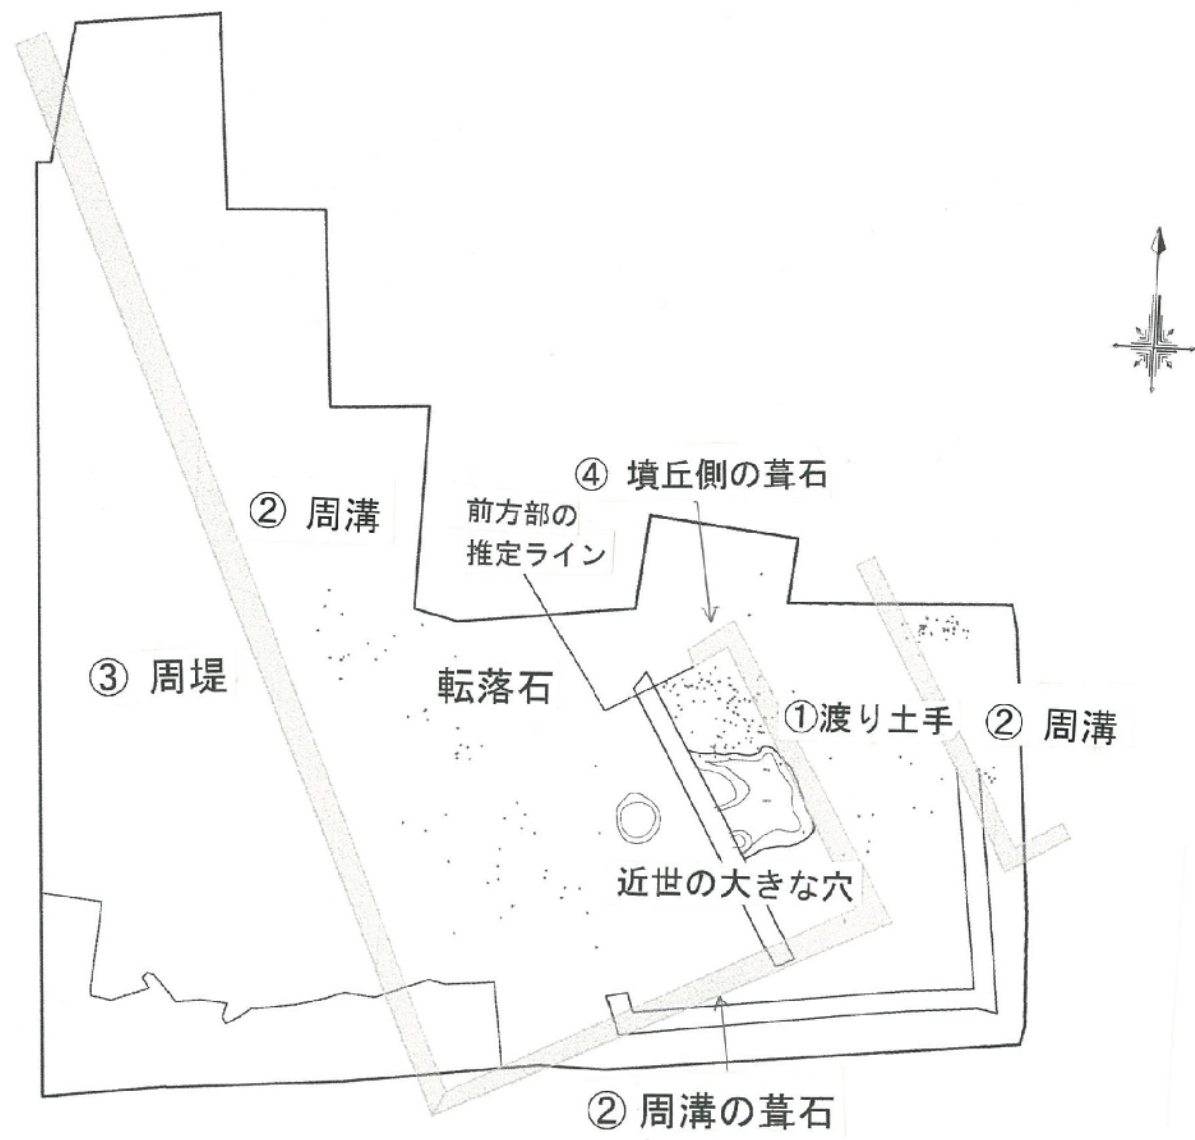 ④ 墳丘側の葺石
前方部の
推定ライン
② 周溝
③ 周堤
転落石
①渡り土手
② 周溝
近世の大きな穴
② 周溝の葺石